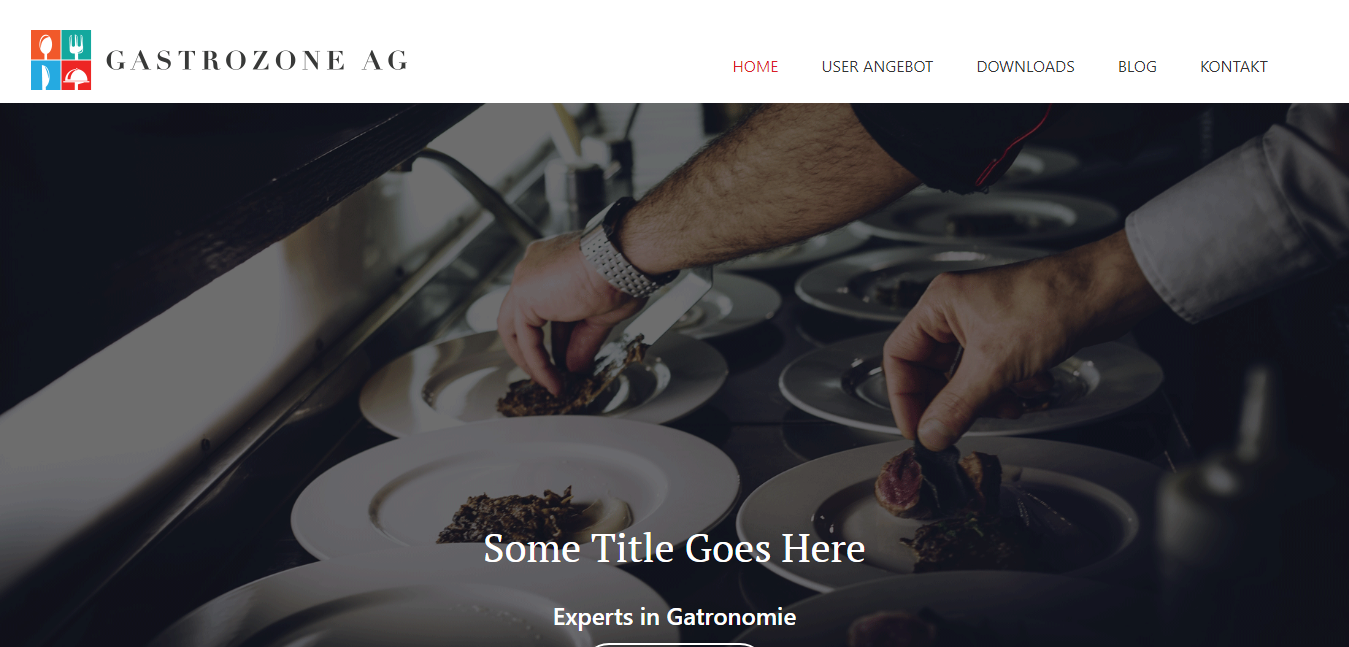 GASTROZONE AG
HOME USER ANGEBOT DOWNLOADS BLOG KONTAKT
Some Title Goes Here
Experts in Gatronomie